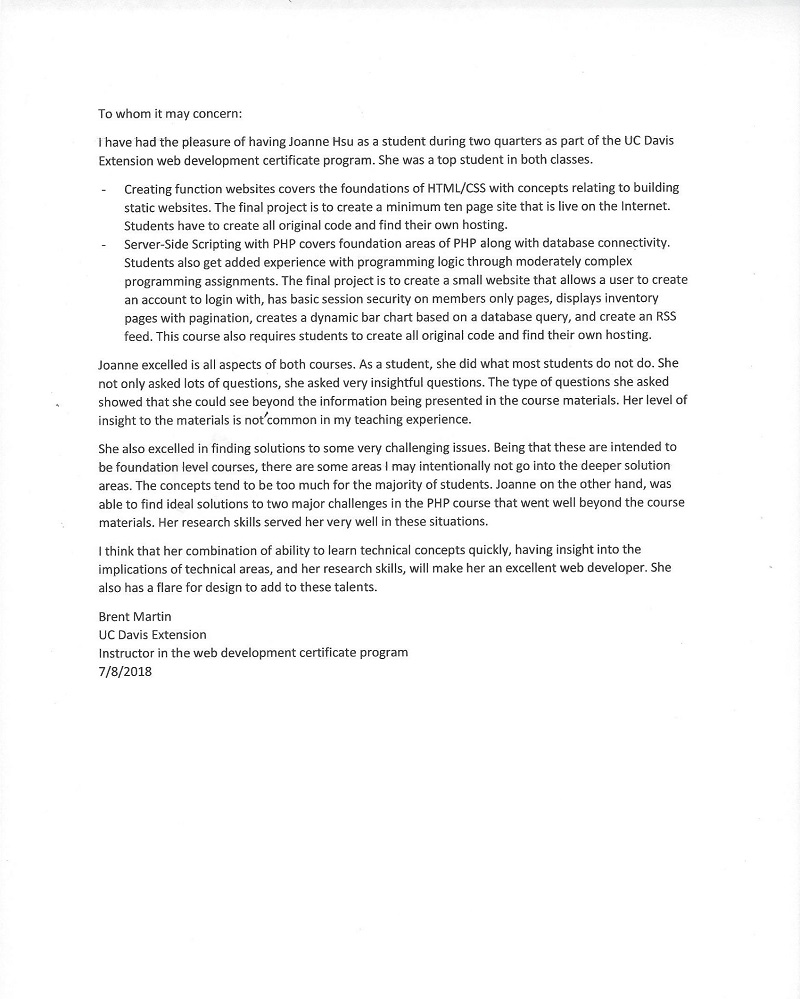 To whom it may concern:
I have had the pleasure of having Joanne Hsu as a student during two quarters as part of the UC Davis
Extension web development certificate program. She was a top student in both classes.
- Creating function websites covers the foundations of HTML/CSS with concepts relating to building
static websites. The final project is to create a minimum ten page site that is live on the Internet.
Students have to create all original code and find their own hosting.
- Server-Side Scripting with PHP covers foundation areas of PHP along with database connectivity.
Students also get added experience with programming logic through moderately complex
programming assignments. The final project is to create a small website that allows a user to create
an account to login with, has basic session security on members only pages, displays inventory
pages with pagination, creates a dynamic bar chart based on a database query, and create an RSS
feed. This course also requires students to create all original code and find their own hosting.
Joanne excelled is all aspects of both courses. As a student, she did what most students do not do. She
not only asked lots of questions, she asked very insightful questions. The type of questions she asked
showed that she could see beyond the information being presented in the course materials. Her level of
insight to the materials is not common in my teaching experience.
She also excelled in finding solutions to some very challenging issues. Being that these are intended to
be foundation level courses, there are some areas I may intentionally not go into the deeper solution
areas. The concepts tend to be too much for the majority of students. Joanne on the other hand, was
able to find ideal solutions to two major challenges in the PHP course that went well beyond the course
materials. Her research skills served her very well in these situations.
I think that her combination of ability to learn technical concepts quickly, having insight into the
implications of technical areas, and her research skills, will make her an excellent web developer. She
also has a flare for design to add to these talents.
Brent Martin
UC Davis Extension
Instructor in the web development certificate program
7/8/2018